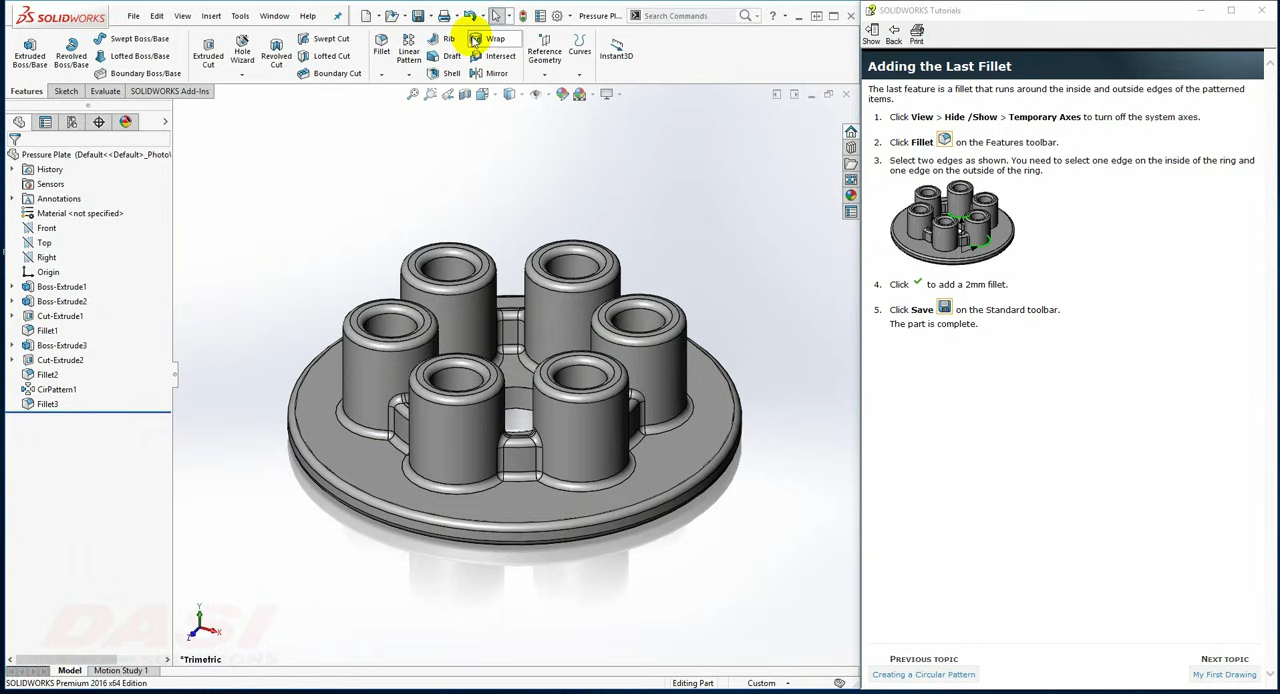 SOLIDWORKS File Edit View Insert Tools Window Help Pressure Pl... Search Commands
Extruded Boss/Base
Revolved Boss/Base
Swept Boss/Base
Lofted Boss/Base
Boundary Boss/Base
Extruded Cut
Hole Wizard
Revolved Cut
Swept Cut
Lofted Cut
Boundary Cut
Fillet
Linear Pattern
Rib
Draft
Shell
Wrap
Intersect
Mirror
Reference Geometry
Curves
Instant3D
Features Sketch Evaluate SOLIDWORKS Add-Ins
Pressure Plate (Default<<Default>_Photo
History
Sensors
Annotations
Material <not specified>
Front
Top
Right
Origin
Boss-Extrude1
Boss-Extrude2
Cut-Extrude1
Fillet1
Boss-Extrude3
Cut-Extrude2
Fillet2
CirPattern1
Fillet3
Y
X
Z
*Trimetric
DASI
Model Motion Study 1
SOLIDWORKS Premium 2016 x64 Edition Editing Part Custom
SOLIDWORKS Tutorials
Show Back Print
Adding the Last Fillet
The last feature is a fillet that runs around the inside and outside edges of the patterned
items.
1. Click View > Hide /Show > Temporary Axes to turn off the system axes.
2. Click Fillet on the Features toolbar.
3. Select two edges as shown. You need to select one edge on the inside of the ring and
one edge on the outside of the ring.
4. Click to add a 2mm fillet.
5. Click Save on the Standard toolbar.
The part is complete.
PREVIOUS TOPIC NEXT TOPIC
Creating a Circular Pattern My First Drawing